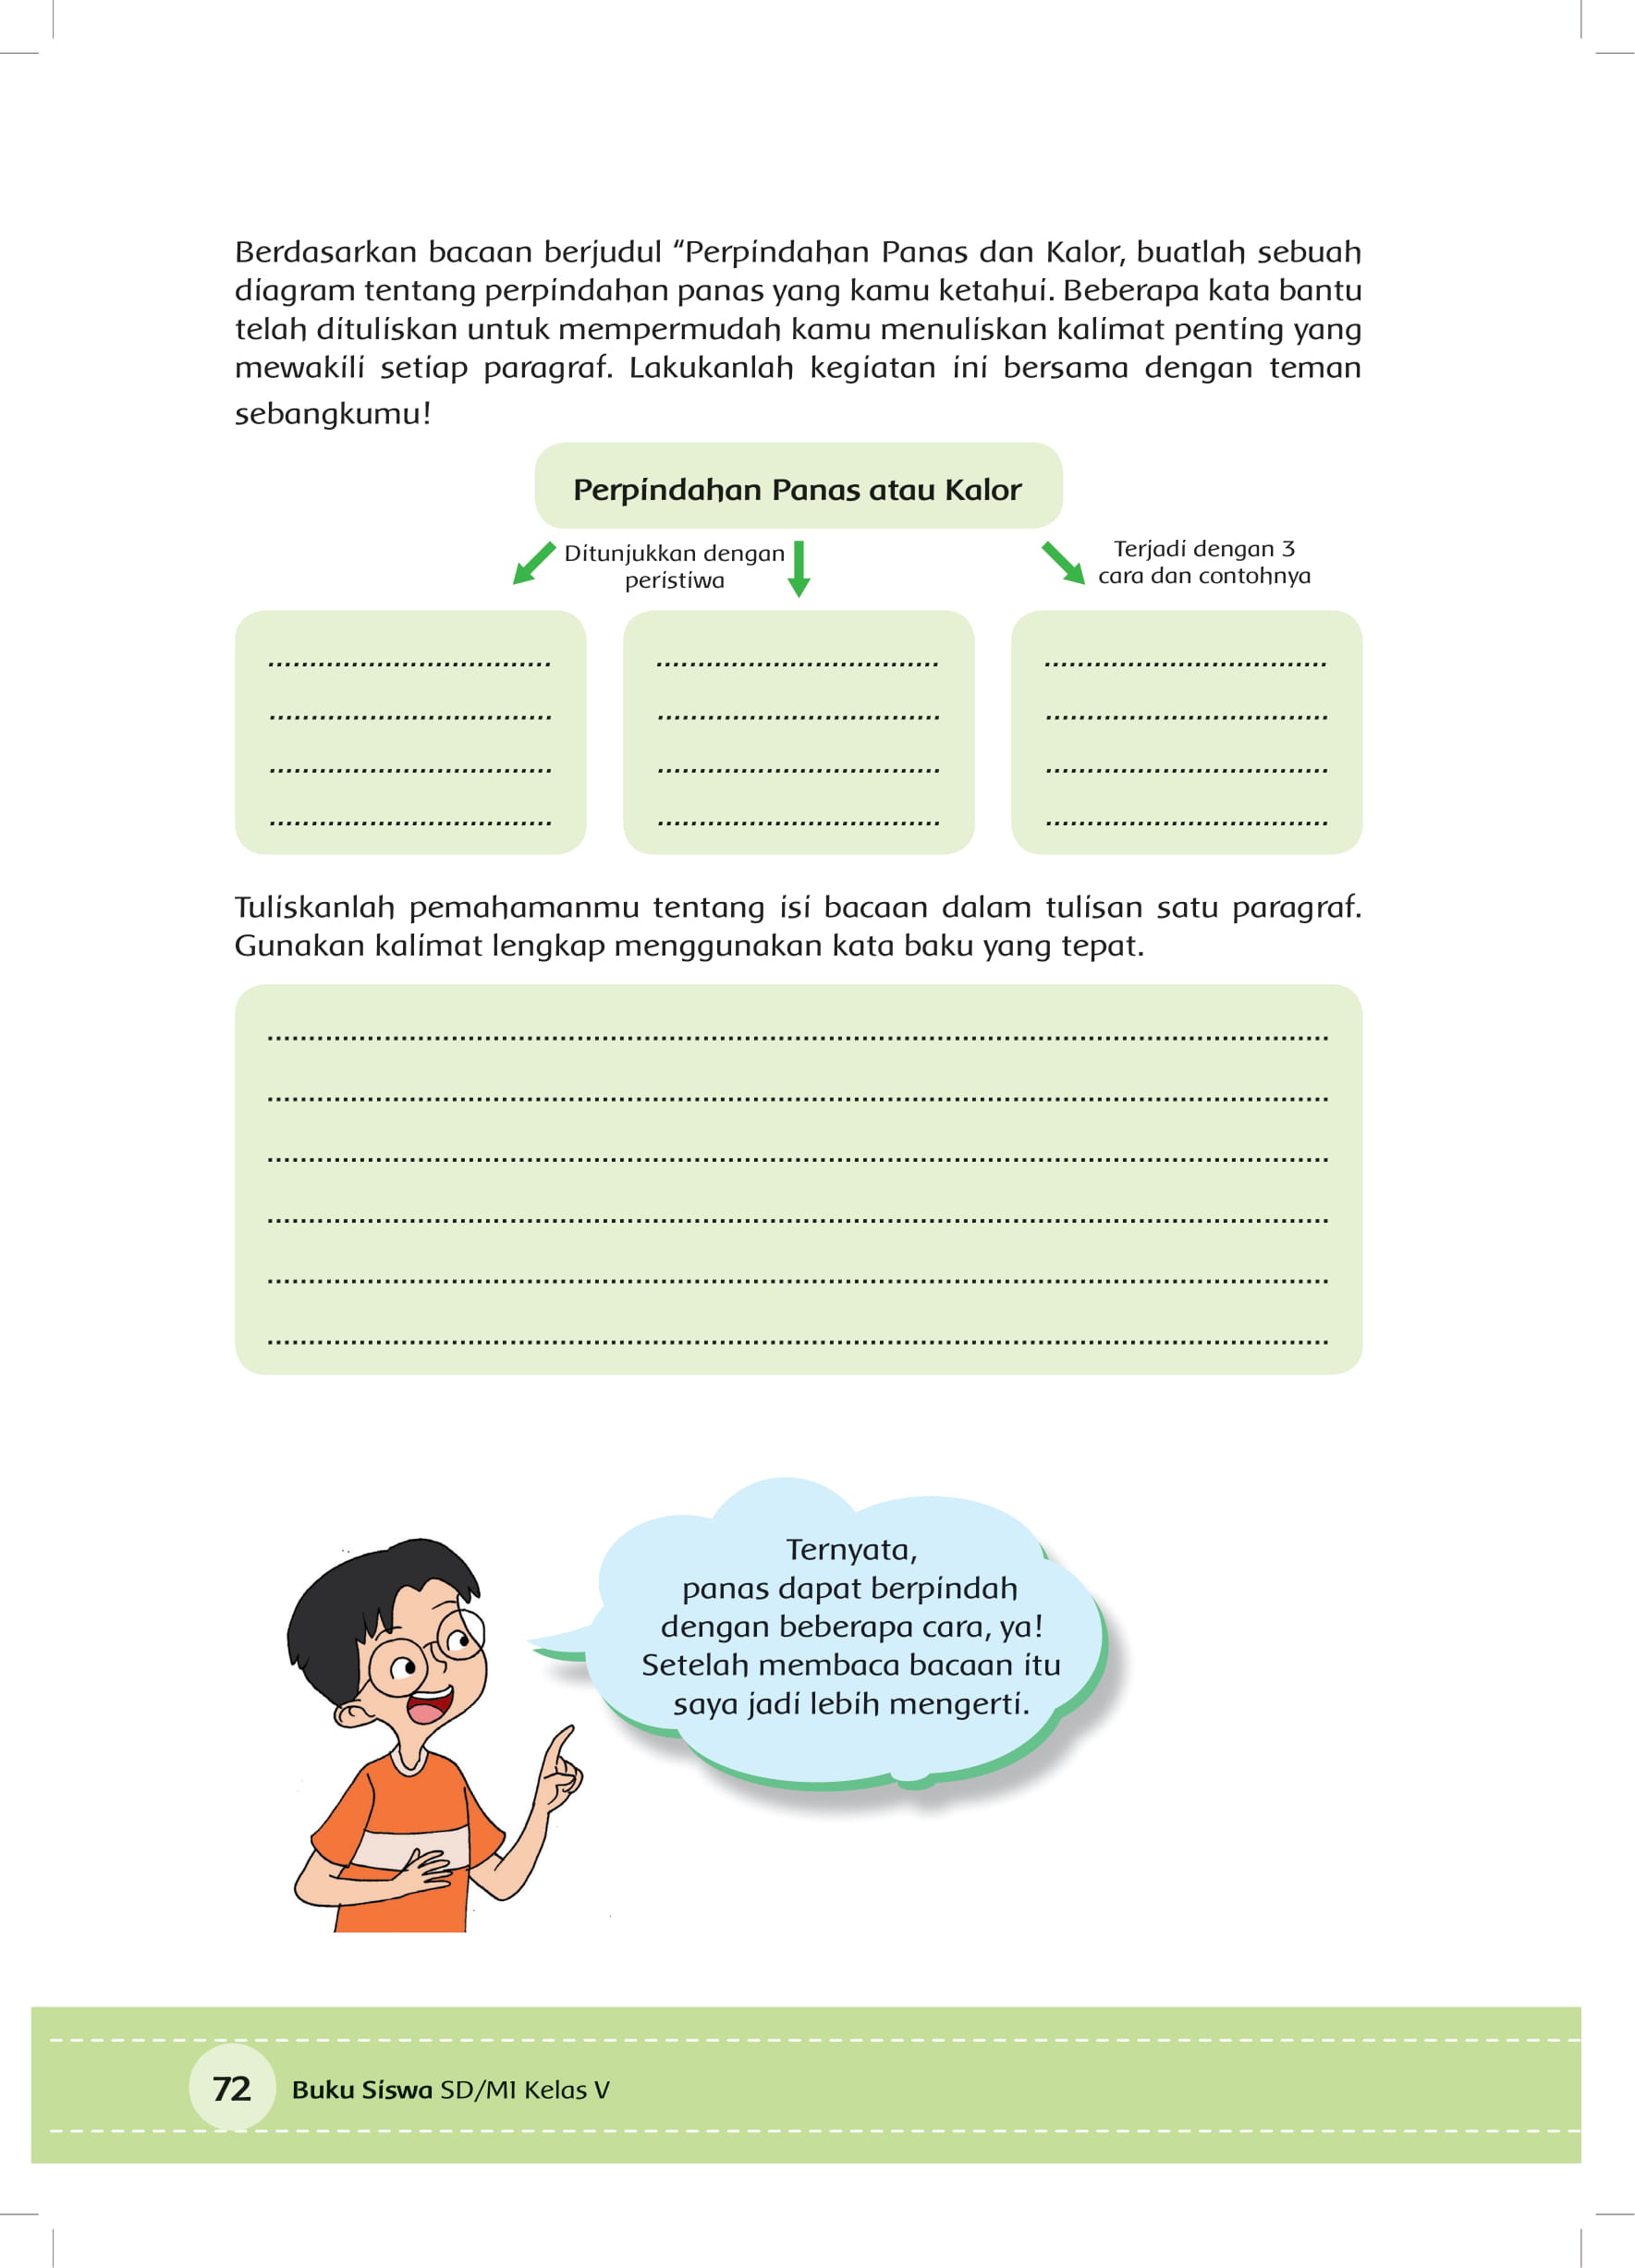 Berdasarkan bacaan berjudul “Perpindahan Panas dan Kalor, buatlah sebuah
diagram tentang perpindahan panas yang kamu ketahui. Beberapa kata bantu
telah dituliskan untuk mempermudah kamu menuliskan kalimat penting yang
mewakili setiap paragraf. Lakukanlah kegiatan ini bersama dengan teman
sebangkumu!
Perpindahan Panas atau Kalor
Ditunjukkan dengan
peristiwa
Terjadi dengan 3
cara dan contohnya
Tuliskanlah pemahamanmu tentang isi bacaan dalam tulisan satu paragraf.
Gunakan kalimat lengkap menggunakan kata baku yang tepat.
Ternyata,
panas dapat berpindah
dengan beberapa cara, ya!
Setelah membaca bacaan itu
saya jadi lebih mengerti.
72 Buku Siswa SD/MI Kelas V